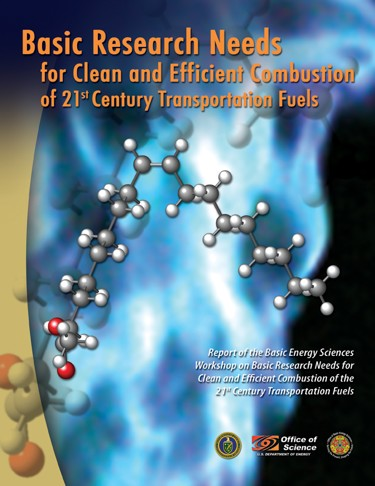 Basic Research Needs
for Clean and Efficient Combustion
of 21st Century Transportation Fuels
Report of the Basic Energy Sciences
Workshop on Basic Research Needs for
Clean and Efficient Combustion of the
21st Century Transportation Fuels
Office of
Science
U.S. DEPARTMENT OF ENERGY